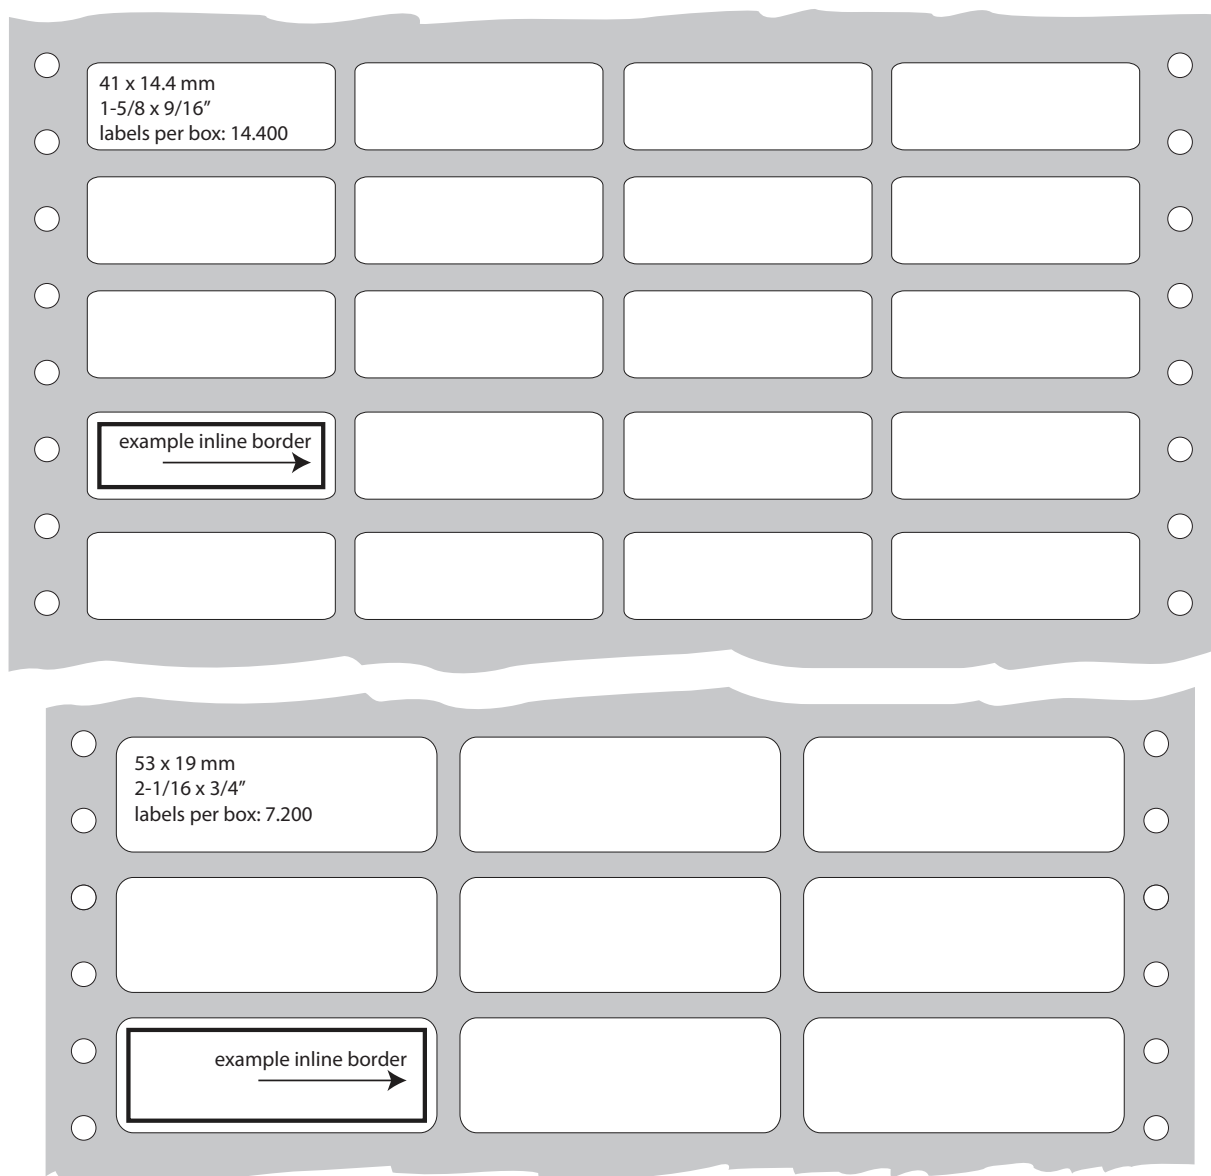 41 x 14.4 mm
1-5/8 x 9/16”
labels per box: 14.400
example inline border
53 x 19 mm
2-1/16 x 3/4”
labels per box: 7.200
example inline border